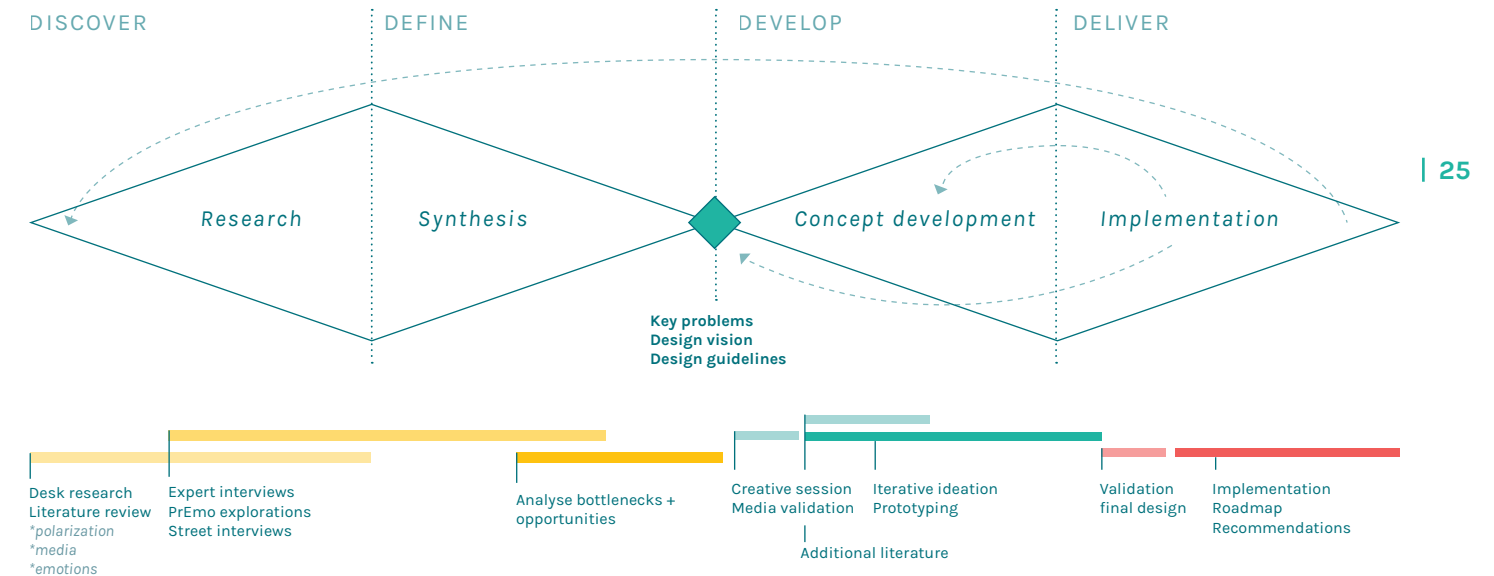 DISCOVER
DEFINE
DEVELOP
DELIVER
| 25
Research
Synthesis
Concept development
Implementation
Key problems
Design vision
Design guidelines
Desk research
Literature review
*polarization
*media
*emotions
Expert interviews
PrEmo explorations
Street interviews
Analyse bottlenecks +
opportunities
Creative session
Media validation
Additional literature
Iterative ideation
Prototyping
Validation
final design
Implementation
Roadmap
Recommendations